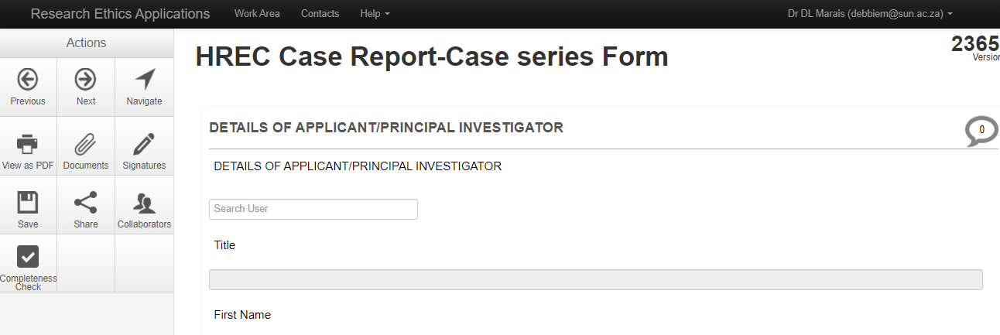 Research Ethics Applications Work Area Contacts Help Dr DL Marais (debbiem@sun.ac.za)
Actions
HREC Case Report-Case series Form
2365
Version
Previous Next Navigate
DETAILS OF APPLICANT/PRINCIPAL INVESTIGATOR
0
View as PDF Documents Signatures
DETAILS OF APPLICANT/PRINCIPAL INVESTIGATOR
Search User
Save Share Collaborators
Title
Completeness
Check
First Name